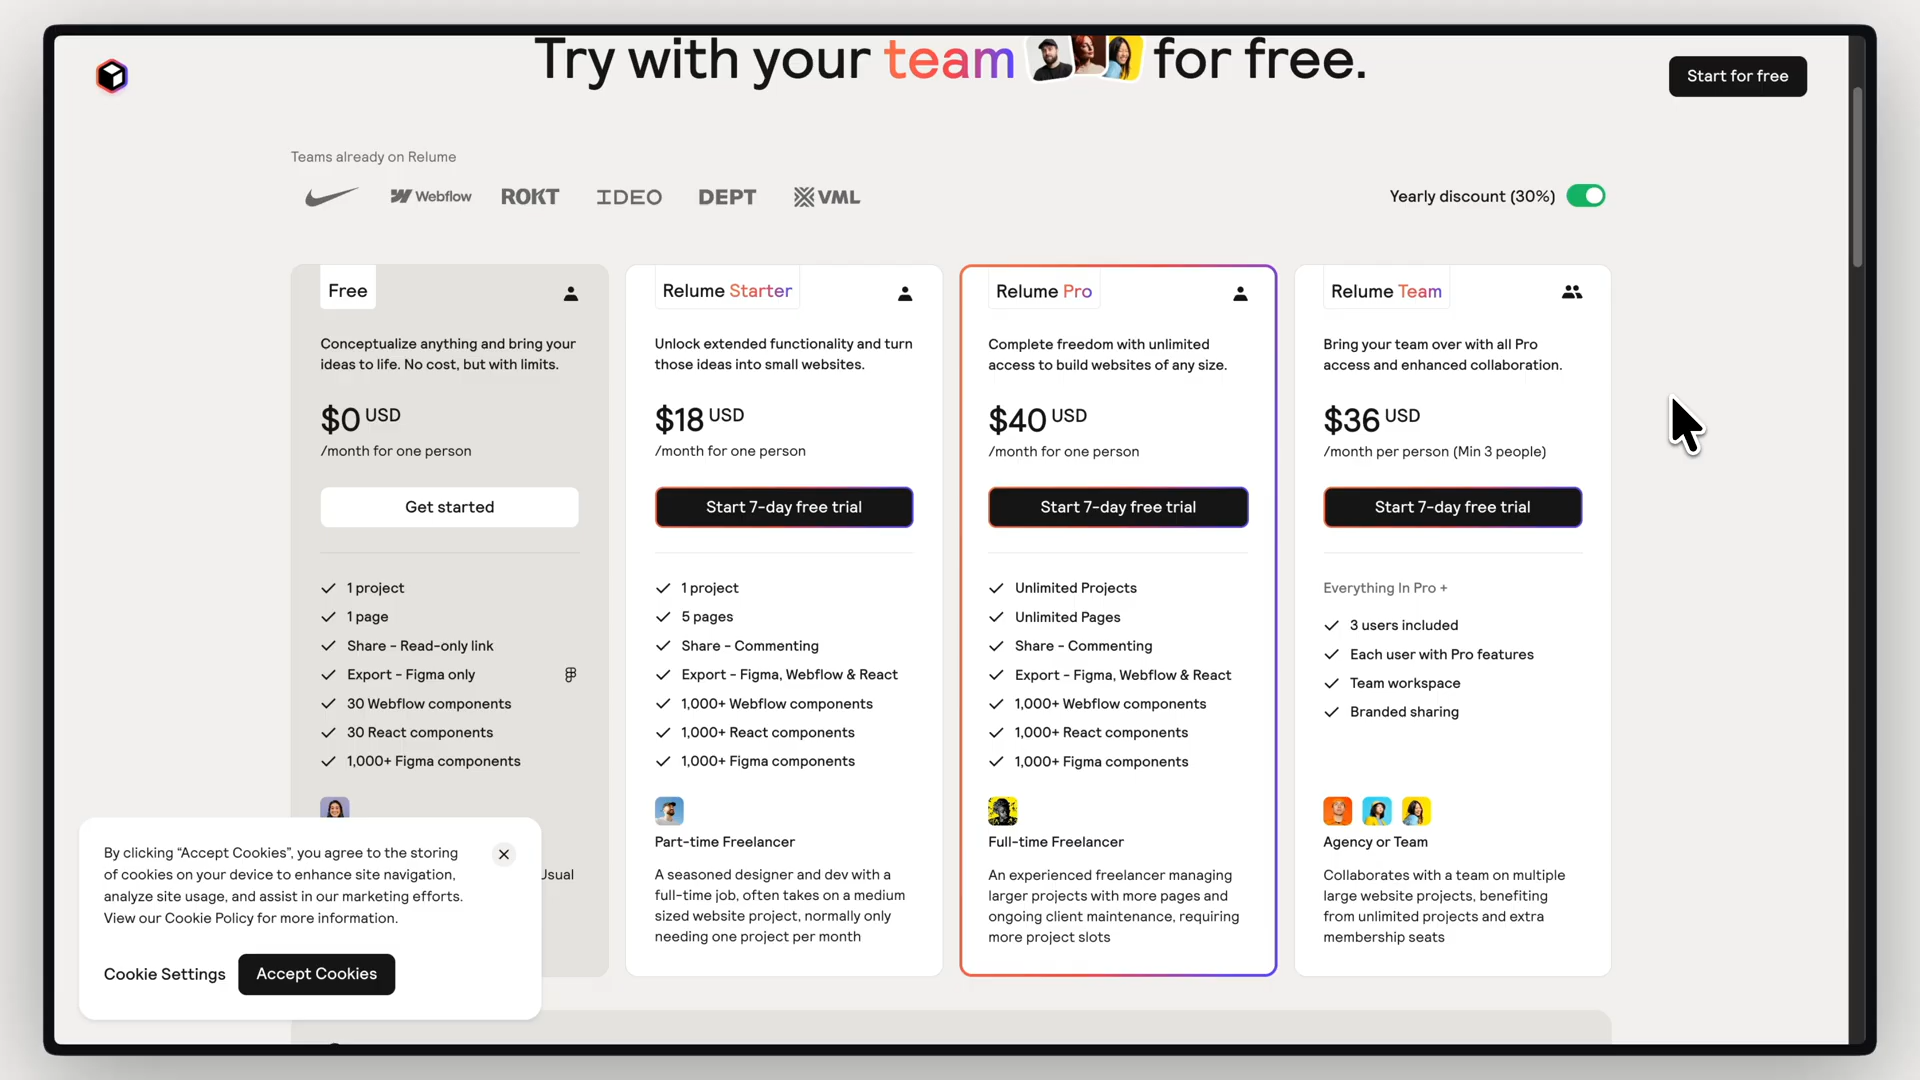 Try with your team for free.
Start for free
Teams already on Relume
Webflow
ROKT
IDEO
DEPT
VML
Yearly discount (30%)
Free
Conceptualize anything and bring your
ideas to life. No cost, but with limits.
$0 USD
/month for one person
Get started
1 project
1 page
Share - Read-only link
Export - Figma only
30 Webflow components
30 React components
1,000+ Figma components
Usual
Relume Starter
Unlock extended functionality and turn
those ideas into small websites.
$18 USD
/month for one person
Start 7-day free trial
1 project
5 pages
Share - Commenting
Export - Figma, Webflow & React
1,000+ Webflow components
1,000+ React components
1,000+ Figma components
Part-time Freelancer
A seasoned designer and dev with a
full-time job, often takes on a medium
sized website project, normally only
needing one project per month
Relume Pro
Complete freedom with unlimited
access to build websites of any size.
$40 USD
/month for one person
Start 7-day free trial
Unlimited Projects
Unlimited Pages
Share - Commenting
Export - Figma, Webflow & React
1,000+ Webflow components
1,000+ React components
1,000+ Figma components
Full-time Freelancer
An experienced freelancer managing
larger projects with more pages and
ongoing client maintenance, requiring
more project slots
Relume Team
Bring your team over with all Pro
access and enhanced collaboration.
$36 USD
/month per person (Min 3 people)
Start 7-day free trial
Everything In Pro +
3 users included
Each user with Pro features
Team workspace
Branded sharing
Agency or Team
Collaborates with a team on multiple
large website projects, benefiting
from unlimited projects and extra
membership seats
By clicking “Accept Cookies”, you agree to the storing
of cookies on your device to enhance site navigation,
analyze site usage, and assist in our marketing efforts.
View our Cookie Policy for more information.
Cookie Settings
Accept Cookies